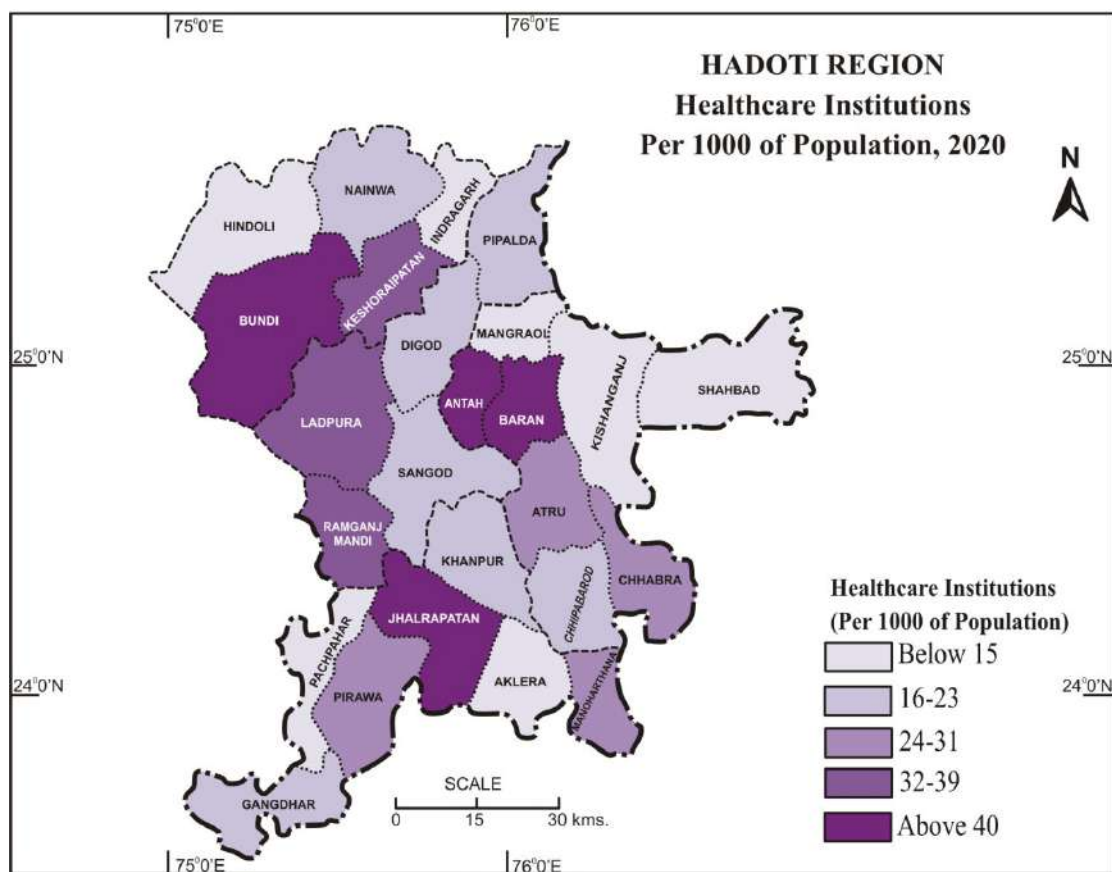 75°0'E
76°0'E
HADOTI REGION
Healthcare Institutions
Per 1000 of Population, 2020
N
NAINWA
INDRAGARH
HINDOLI
PIPALDA
KESHORAIPATAN
BUNDI
MANGRAOL
DIGOD
25°0'N
25°0'N
KISHANGANJ
SHAHBAD
ANTAH
BARAN
LADPURA
SANGOD
ATRU
RAMGANJ
MANDI
KHANPUR
CHHIPABAROD
CHHABRA
JHALRAPATAN
PACHPAHAR
AKLERA
MANOHARTHANA
PIRAWA
24°0'N
24°0'N
GANGDHAR
Healthcare Institutions
(Per 1000 of Population)
Below 15
16-23
24-31
32-39
Above 40
SCALE
0 15 30 kms.
75°0'E
76°0'E